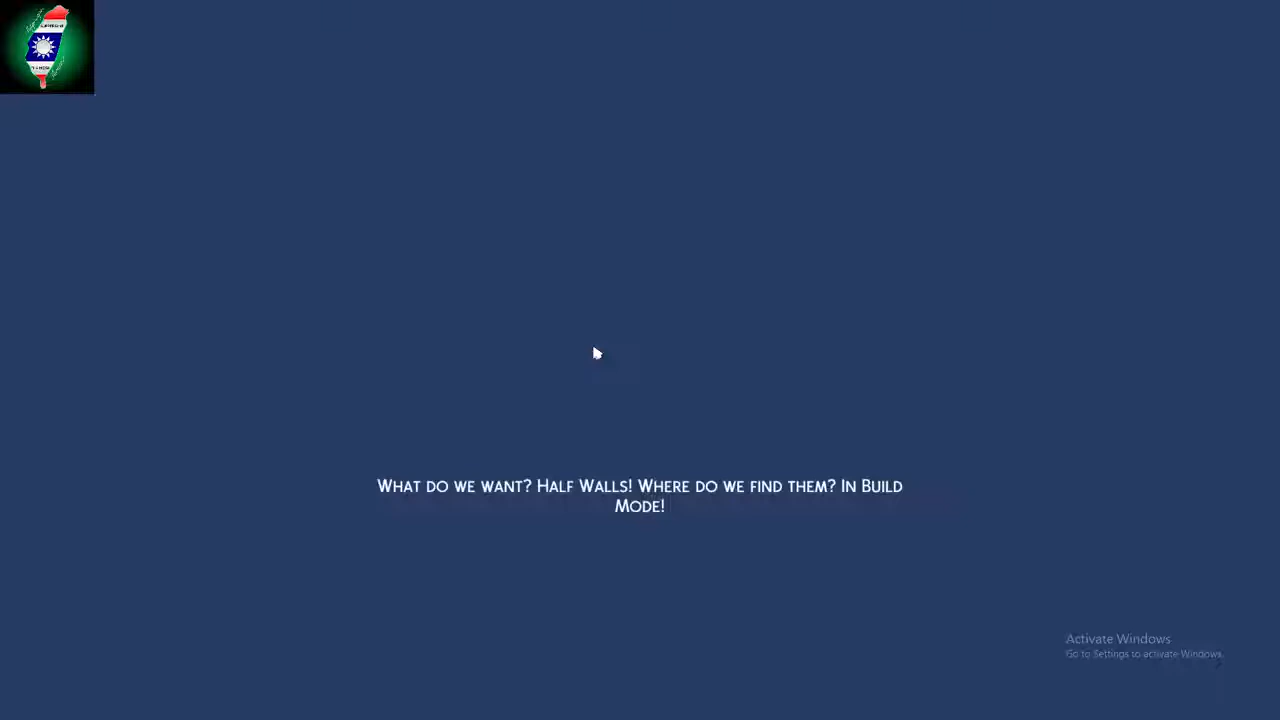 What do we want? Half Walls! Where do we find them? In Build
Mode!
Activate Windows
Go to Settings to activate Windows.